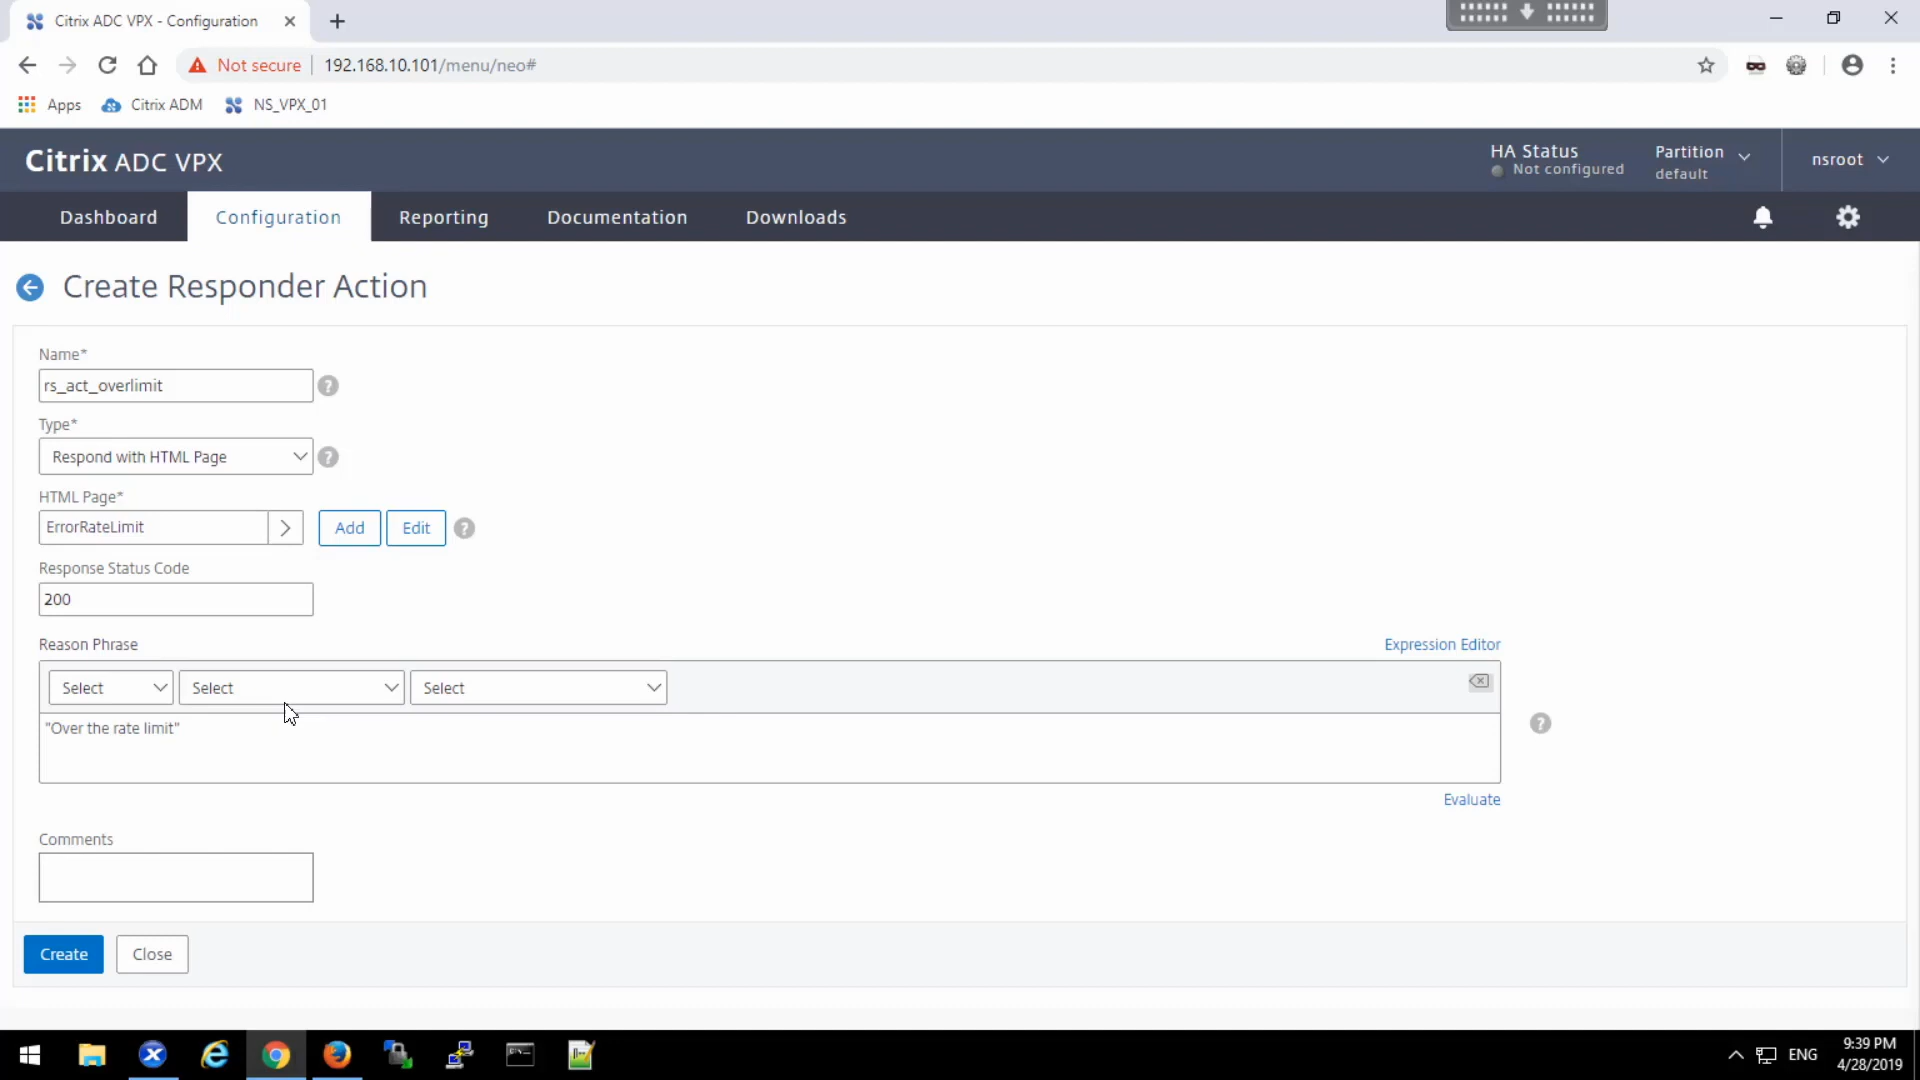 Citrix ADC VPX - Configuration
Not secure 192.168.10.101/menu/neo#
Apps Citrix ADM NS_VPX_01
Citrix ADC VPX
HA Status
Not configured
Partition
default
nsroot
Dashboard Configuration Reporting Documentation Downloads
Create Responder Action
Name*
rs_act_overlimit
Type*
Respond with HTML Page
HTML Page*
ErrorRateLimit Add Edit
Response Status Code
200
Reason Phrase Expression Editor
Select Select Select
"Over the rate limit"
Evaluate
Comments
Create Close
ENG
9:39 PM
4/28/2019